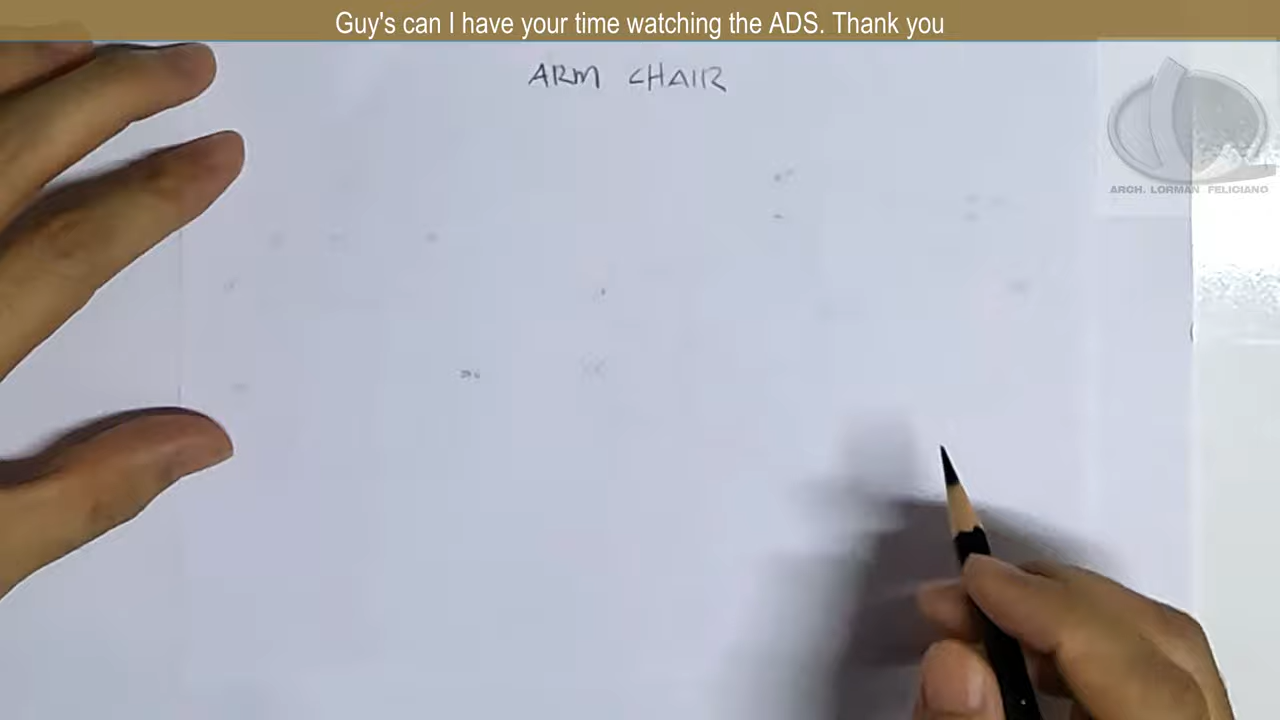 Guy's can I have your time watching the ADS. Thank you
ARM CHAIR
ARCH. LORMAN FELICIANO